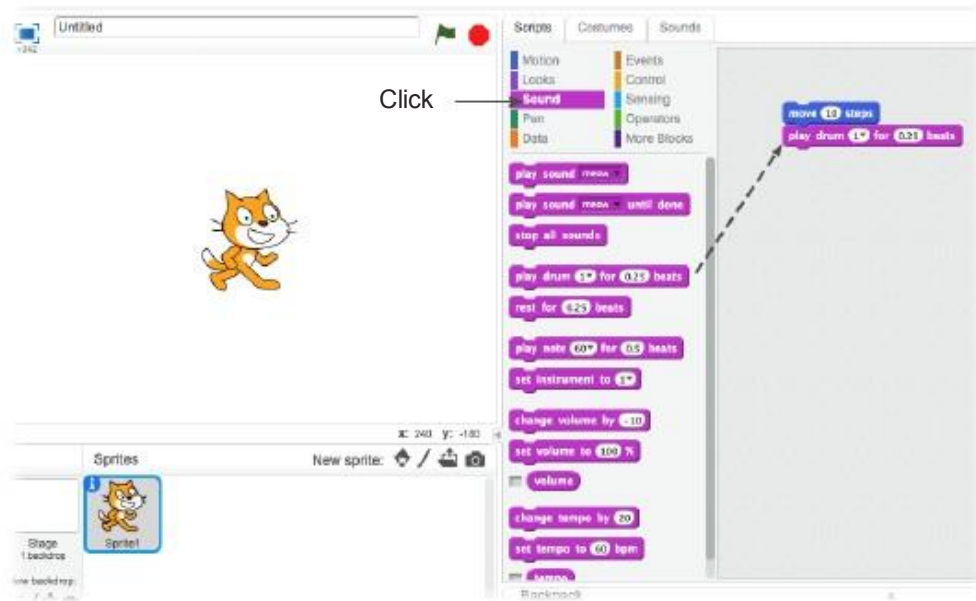 Untitled
Scripts Costumes Sounds
Motion Events
Looks Control
Click
Sound Sensing
Pen Operators
Data More Blocks
move 10 steps
play drum 1 for 0.25 beats
play sound meow
play sound meow until done
stop all sounds
play drum 1 for 0.25 beats
rest for 0.25 beats
play note 60 for 0.5 beats
set instrument to 1
change volume by -10
set volume to 100 %
volume
change tempo by 20
set tempo to 60 bpm
tempo
Backpack
x: 240 y: -180
Sprites New sprite:
Sprite1
Stage
1 backdrop
backdrop: